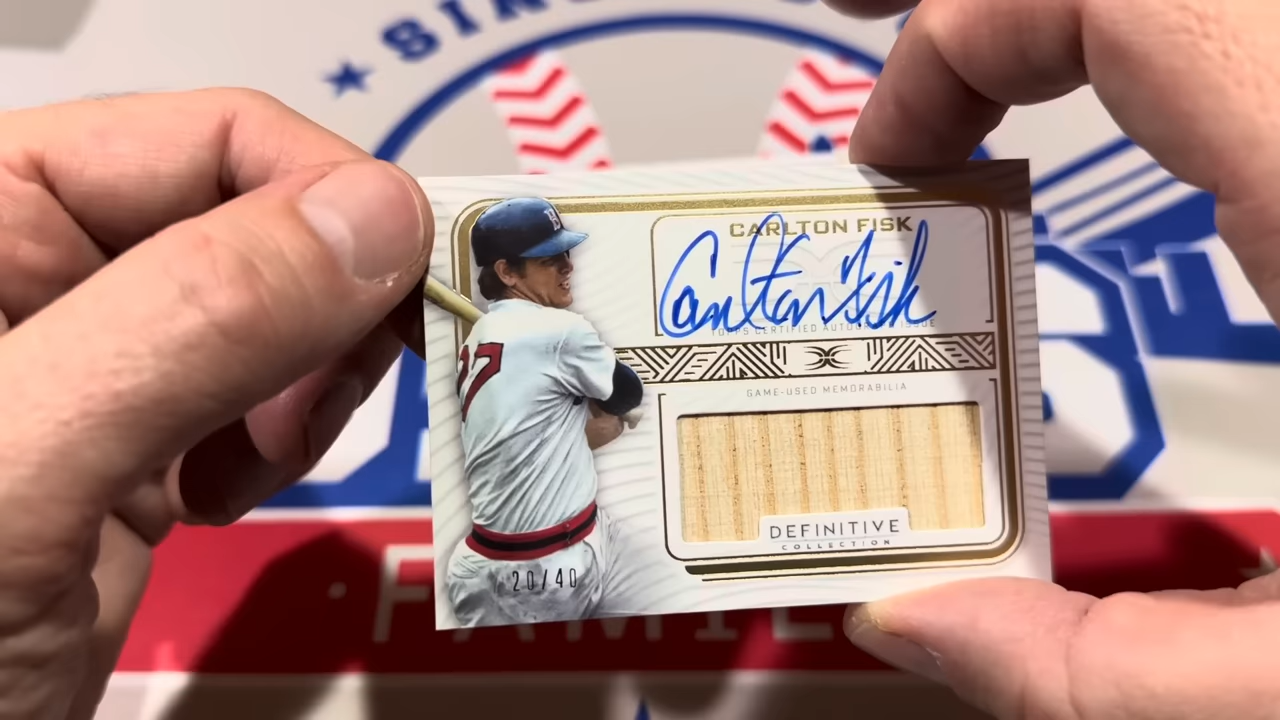 CARLTON FISK
Carlton Fisk
TOPPS CERTIFIED AUTOGRAPH ISSUE
GAME-USED MEMORABILIA
DEFINITIVE
COLLECTION
27
20/40